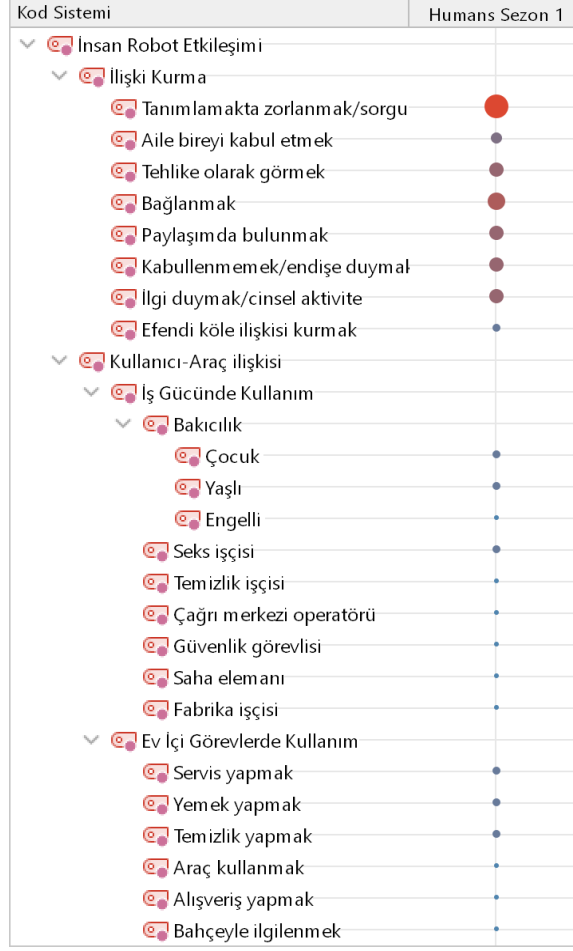 Kod Sistemi Humans Sezon 1
İnsan Robot Etkileşimi
İlişki Kurma
Tanımlamakta zorlanmak/sorgu
Aile bireyi kabul etmek
Tehlike olarak görmek
Bağlanmak
Paylaşımda bulunmak
Kabullenmemek/endişe duymak
İlgi duymak/cinsel aktivite
Efendi köle ilişkisi kurmak
Kullanıcı-Araç ilişkisi
İş Gücünde Kullanım
Bakıcılık
Çocuk
Yaşlı
Engelli
Seks işçisi
Temizlik işçisi
Çağrı merkezi operatörü
Güvenlik görevlisi
Saha elemanı
Fabrika işçisi
Ev İçi Görevlerde Kullanım
Servis yapmak
Yemek yapmak
Temizlik yapmak
Araç kullanmak
Alışveriş yapmak
Bahçeyle ilgilenmek